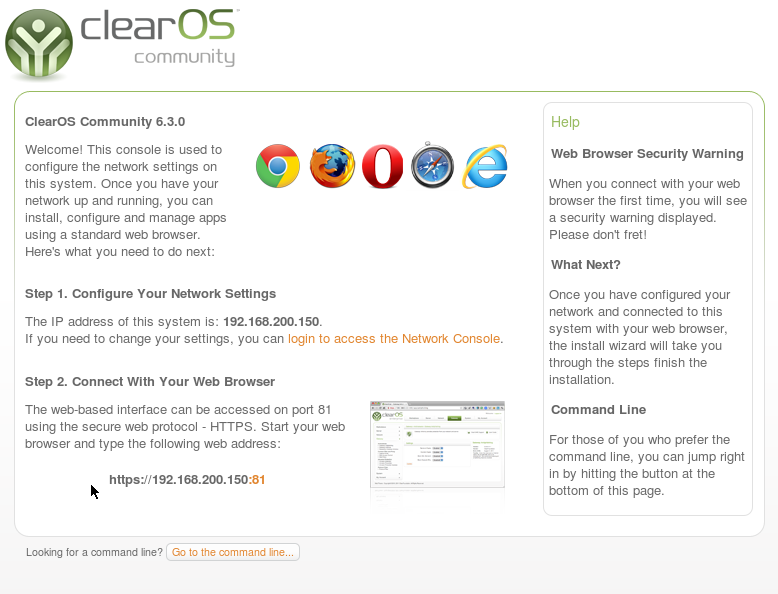 clearOS
community
ClearOS Community 6.3.0
Welcome! This console is used to
configure the network settings on
this system. Once you have your
network up and running, you can
install, configure and manage apps
using a standard web browser.
Here's what you need to do next:
Step 1. Configure Your Network Settings
The IP address of this system is: 192.168.200.150.
If you need to change your settings, you can login to access the Network Console.
Step 2. Connect With Your Web Browser
The web-based interface can be accessed on port 81
using the secure web protocol - HTTPS. Start your web
browser and type the following web address:
https://192.168.200.150:81
Help
Web Browser Security Warning
When you connect with your web
browser the first time, you will see
a security warning displayed.
Please don't fret!
What Next?
Once you have configured your
network and connected to this
system with your web browser,
the install wizard will take you
through the steps finish the
installation.
Command Line
For those of you who prefer the
command line, you can jump right
in by hitting the button at the
bottom of this page.
Looking for a command line? Go to the command line...